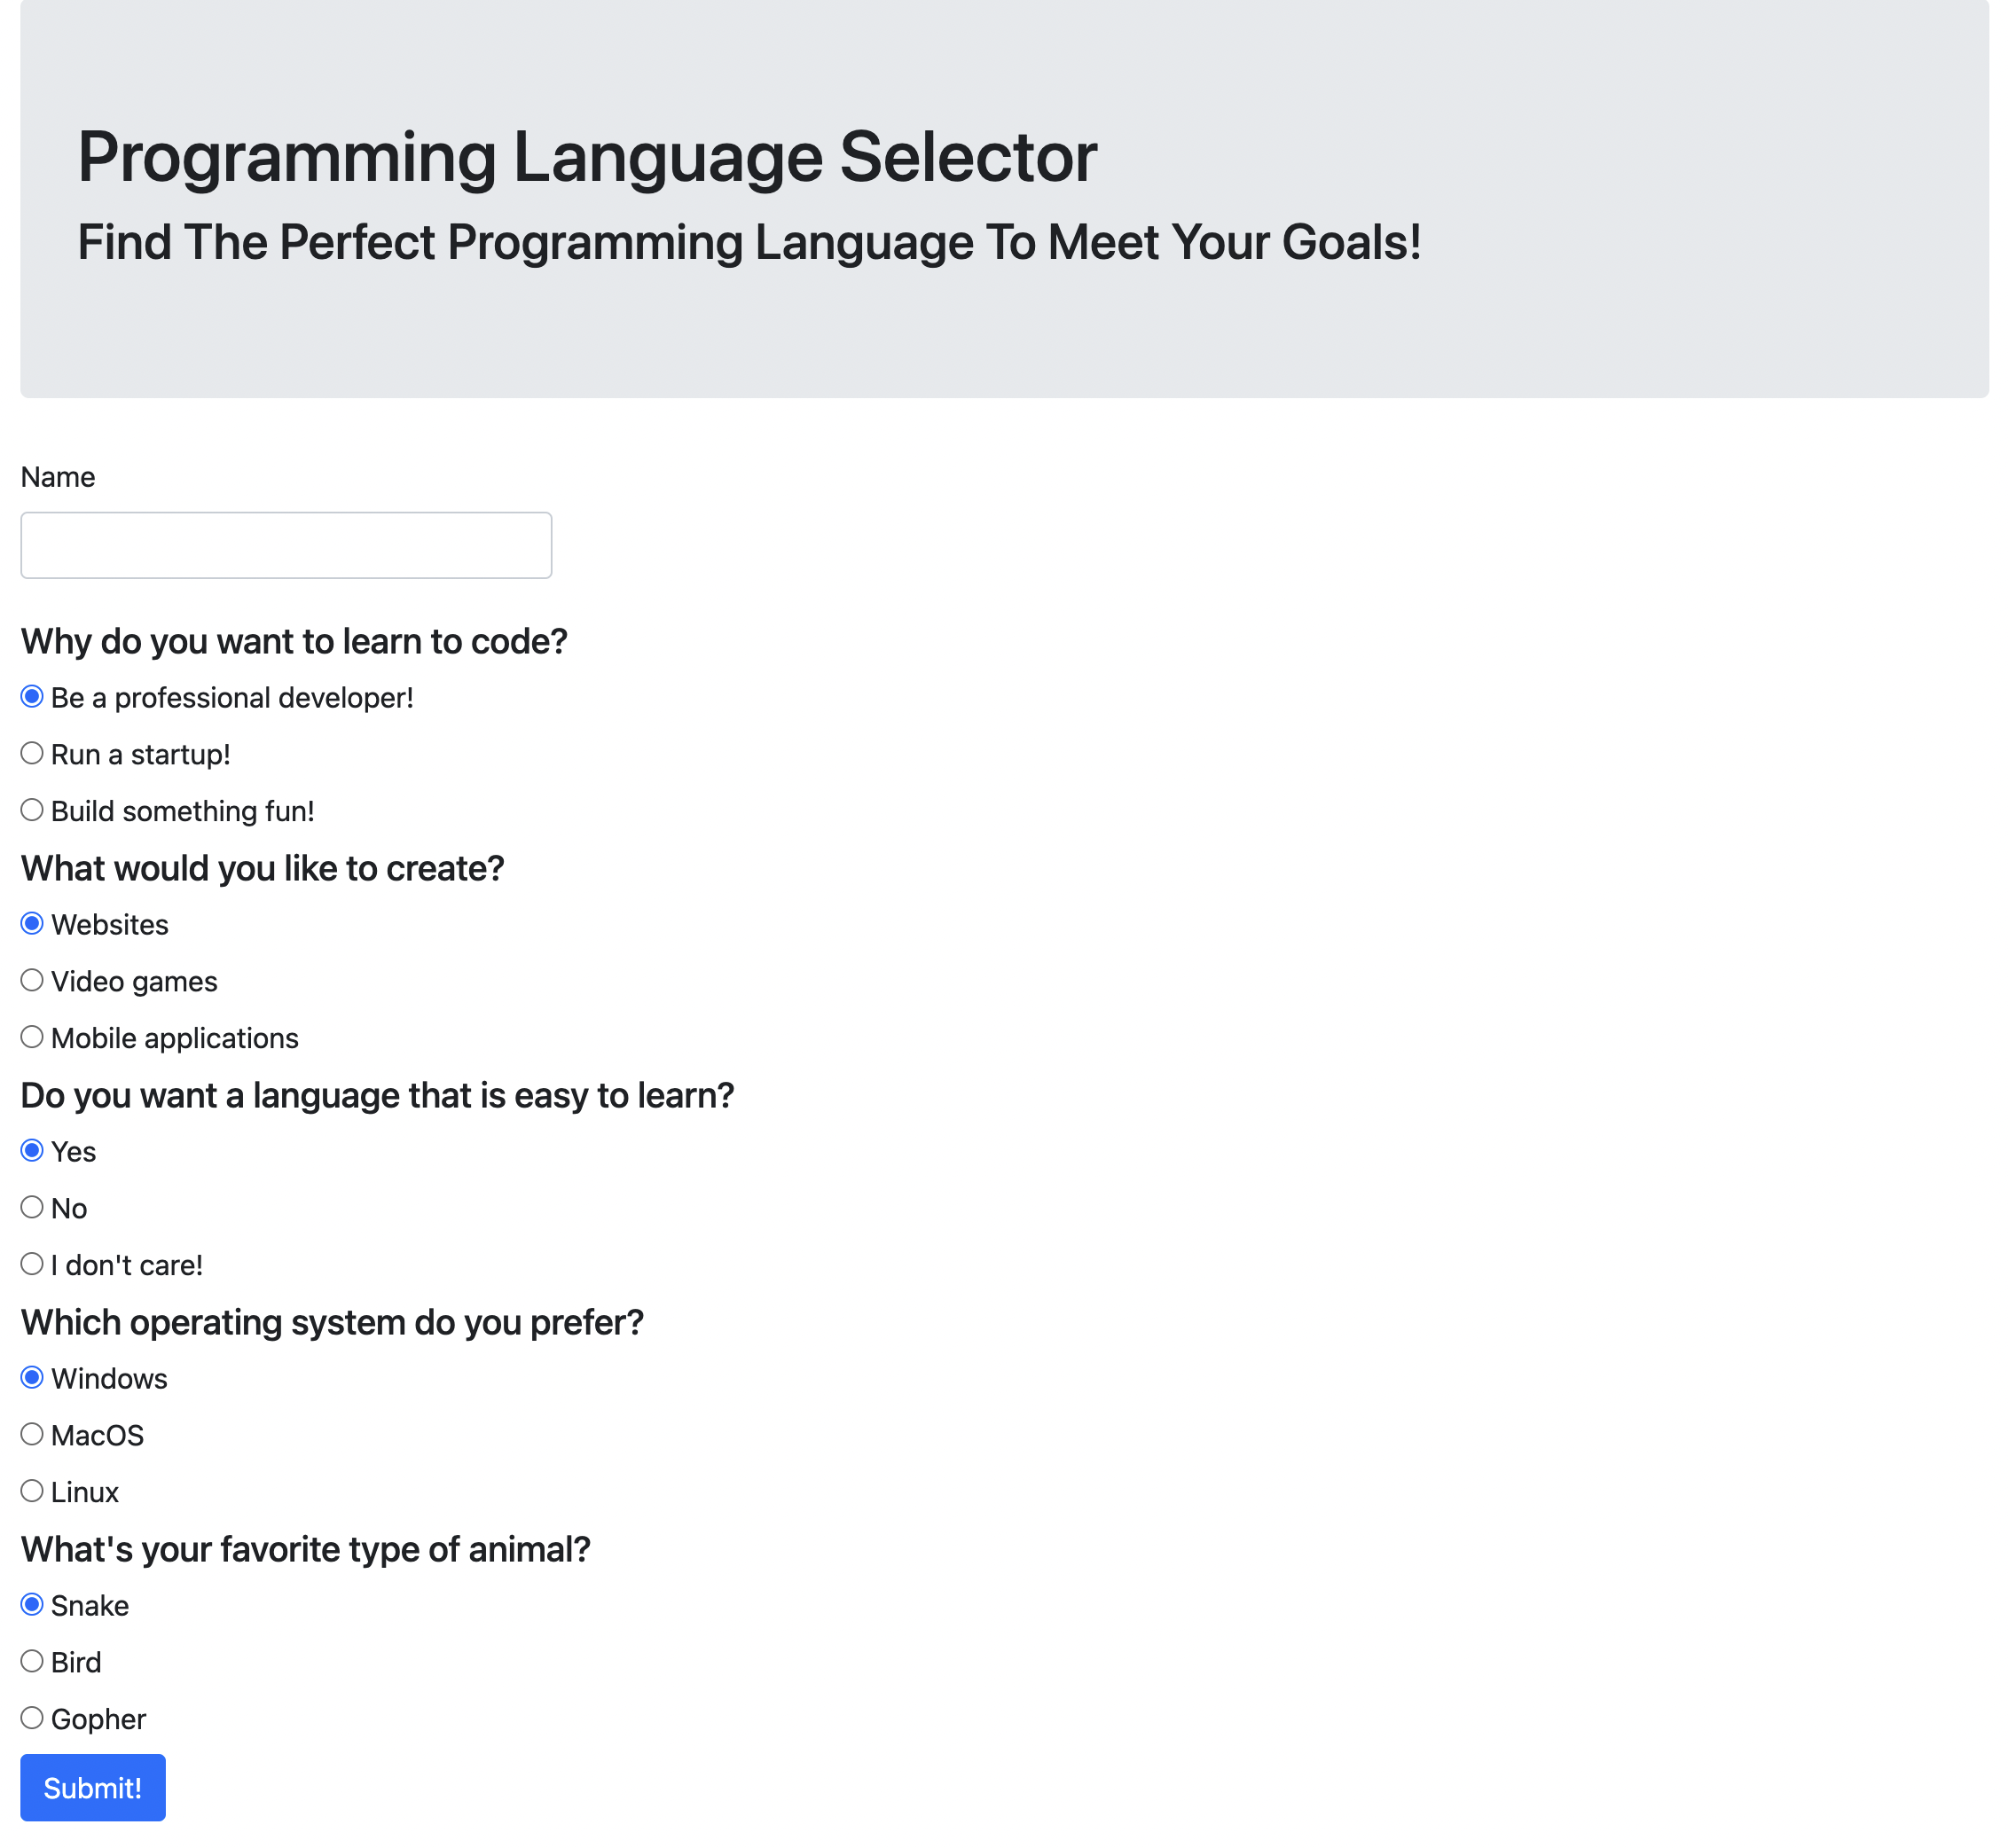 Programming Language Selector
Find The Perfect Programming Language To Meet Your Goals!
Name
Why do you want to learn to code?
Be a professional developer!
Run a startup!
Build something fun!
What would you like to create?
Websites
Video games
Mobile applications
Do you want a language that is easy to learn?
Yes
No
I don't care!
Which operating system do you prefer?
Windows
MacOS
Linux
What's your favorite type of animal?
Snake
Bird
Gopher
Submit!